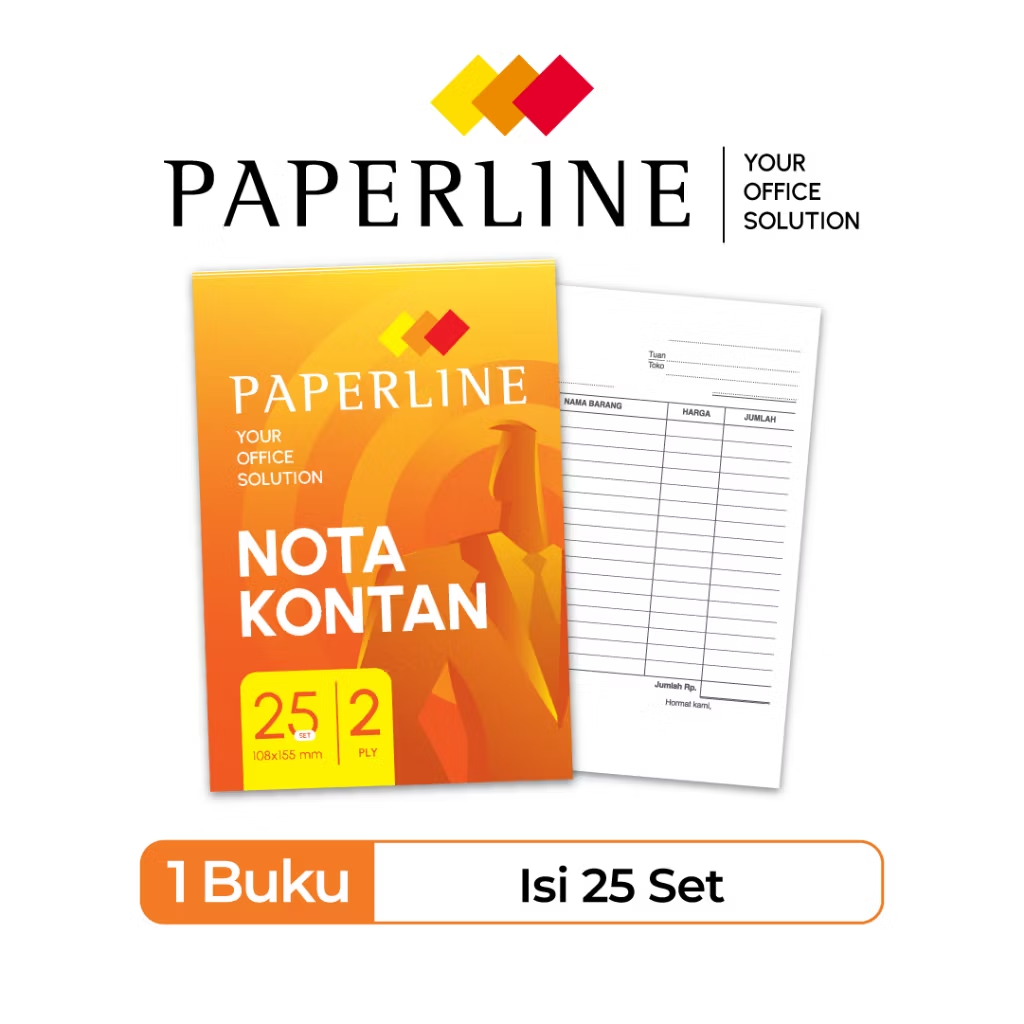 PAPERLINE
YOUR
OFFICE
SOLUTION
PAPERLINE
YOUR
OFFICE
SOLUTION
NOTA
KONTAN
25 SET 2
108x155 mm PLY
Tuan
Toko
NAMA BARANG HARGA JUMLAH
Jumlah Rp.
Hormat kami,
1 Buku Isi 25 Set